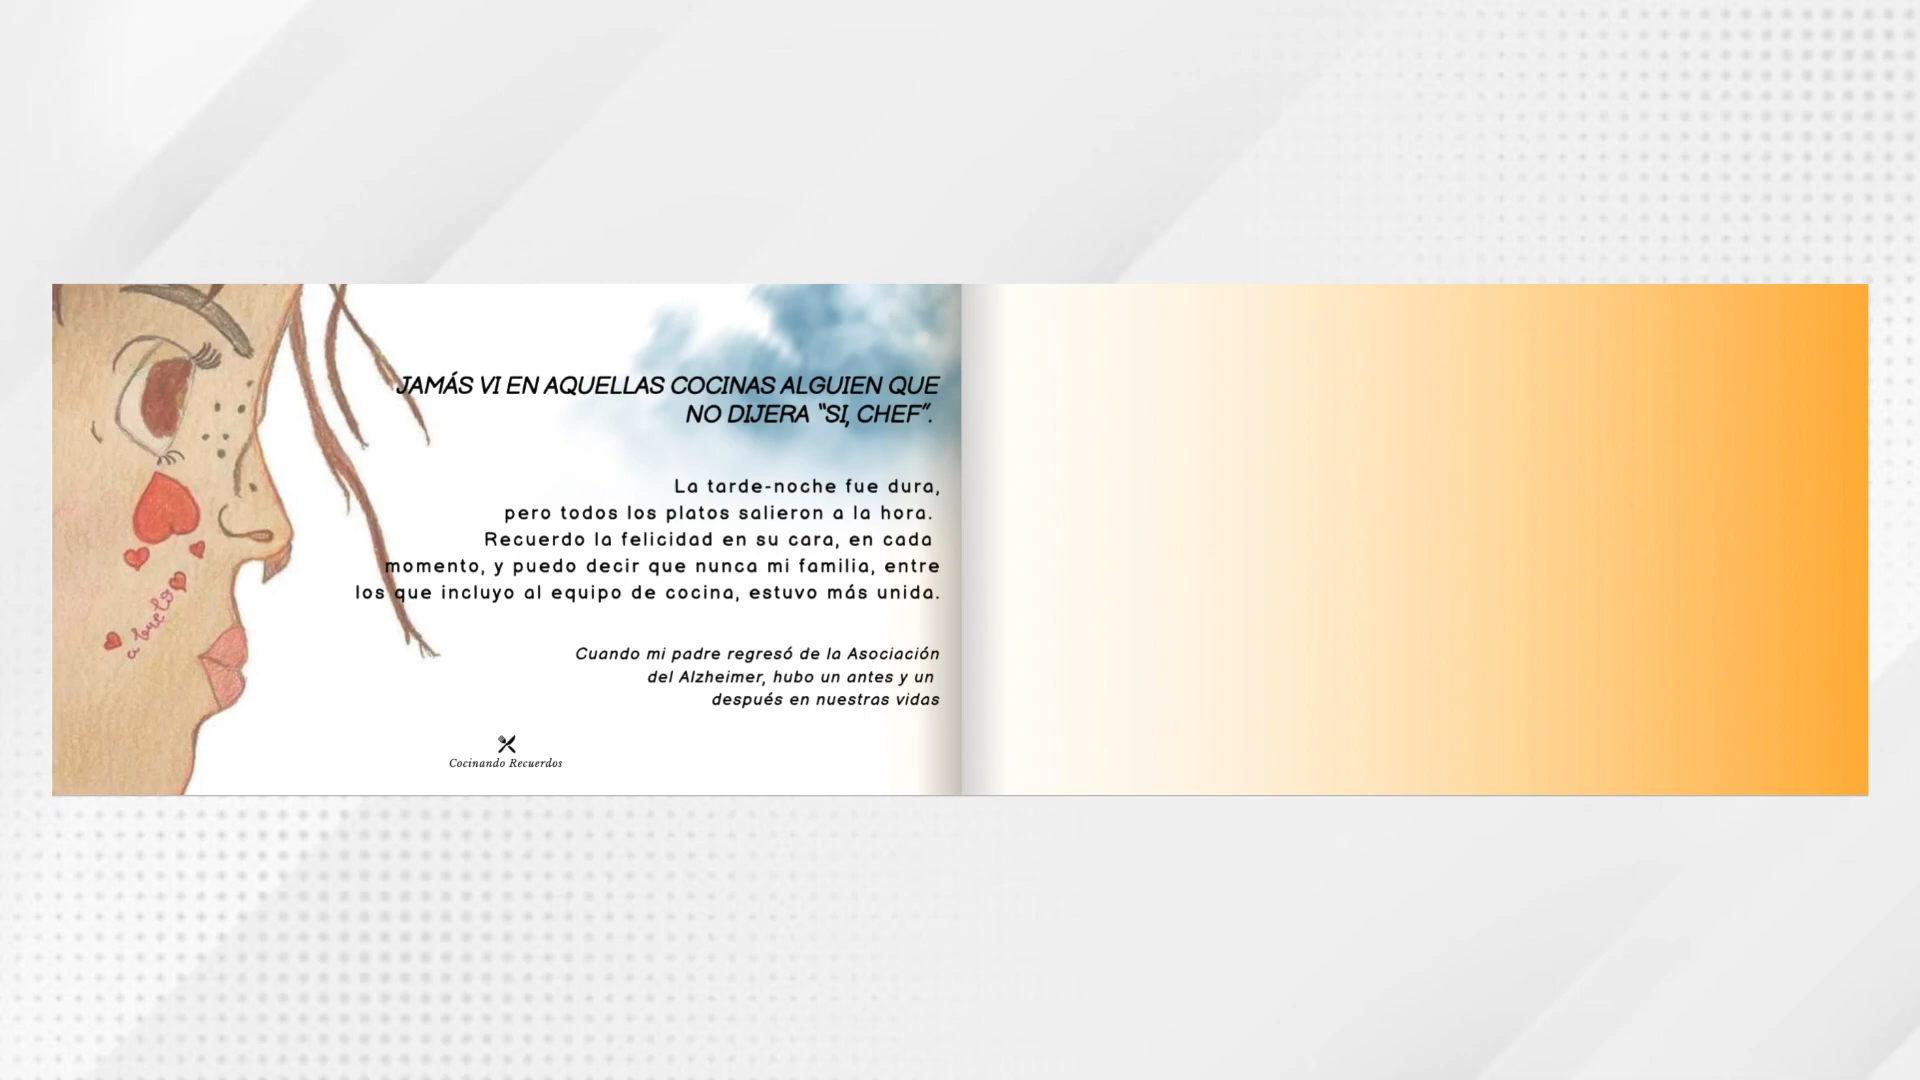 JAMÁS VI EN AQUELLAS COCINAS ALGUIEN QUE
NO DIJERA “SI, CHEF”.
La tarde-noche fue dura,
pero todos los platos salieron a la hora.
Recuerdo la felicidad en su cara, en cada
momento, y puedo decir que nunca mi familia, entre
los que incluyo al equipo de cocina, estuvo más unida.
abuelo
Cuando mi padre regresó de la Asociación
del Alzheimer, hubo un antes y un
después en nuestras vidas
Cocinando Recuerdos